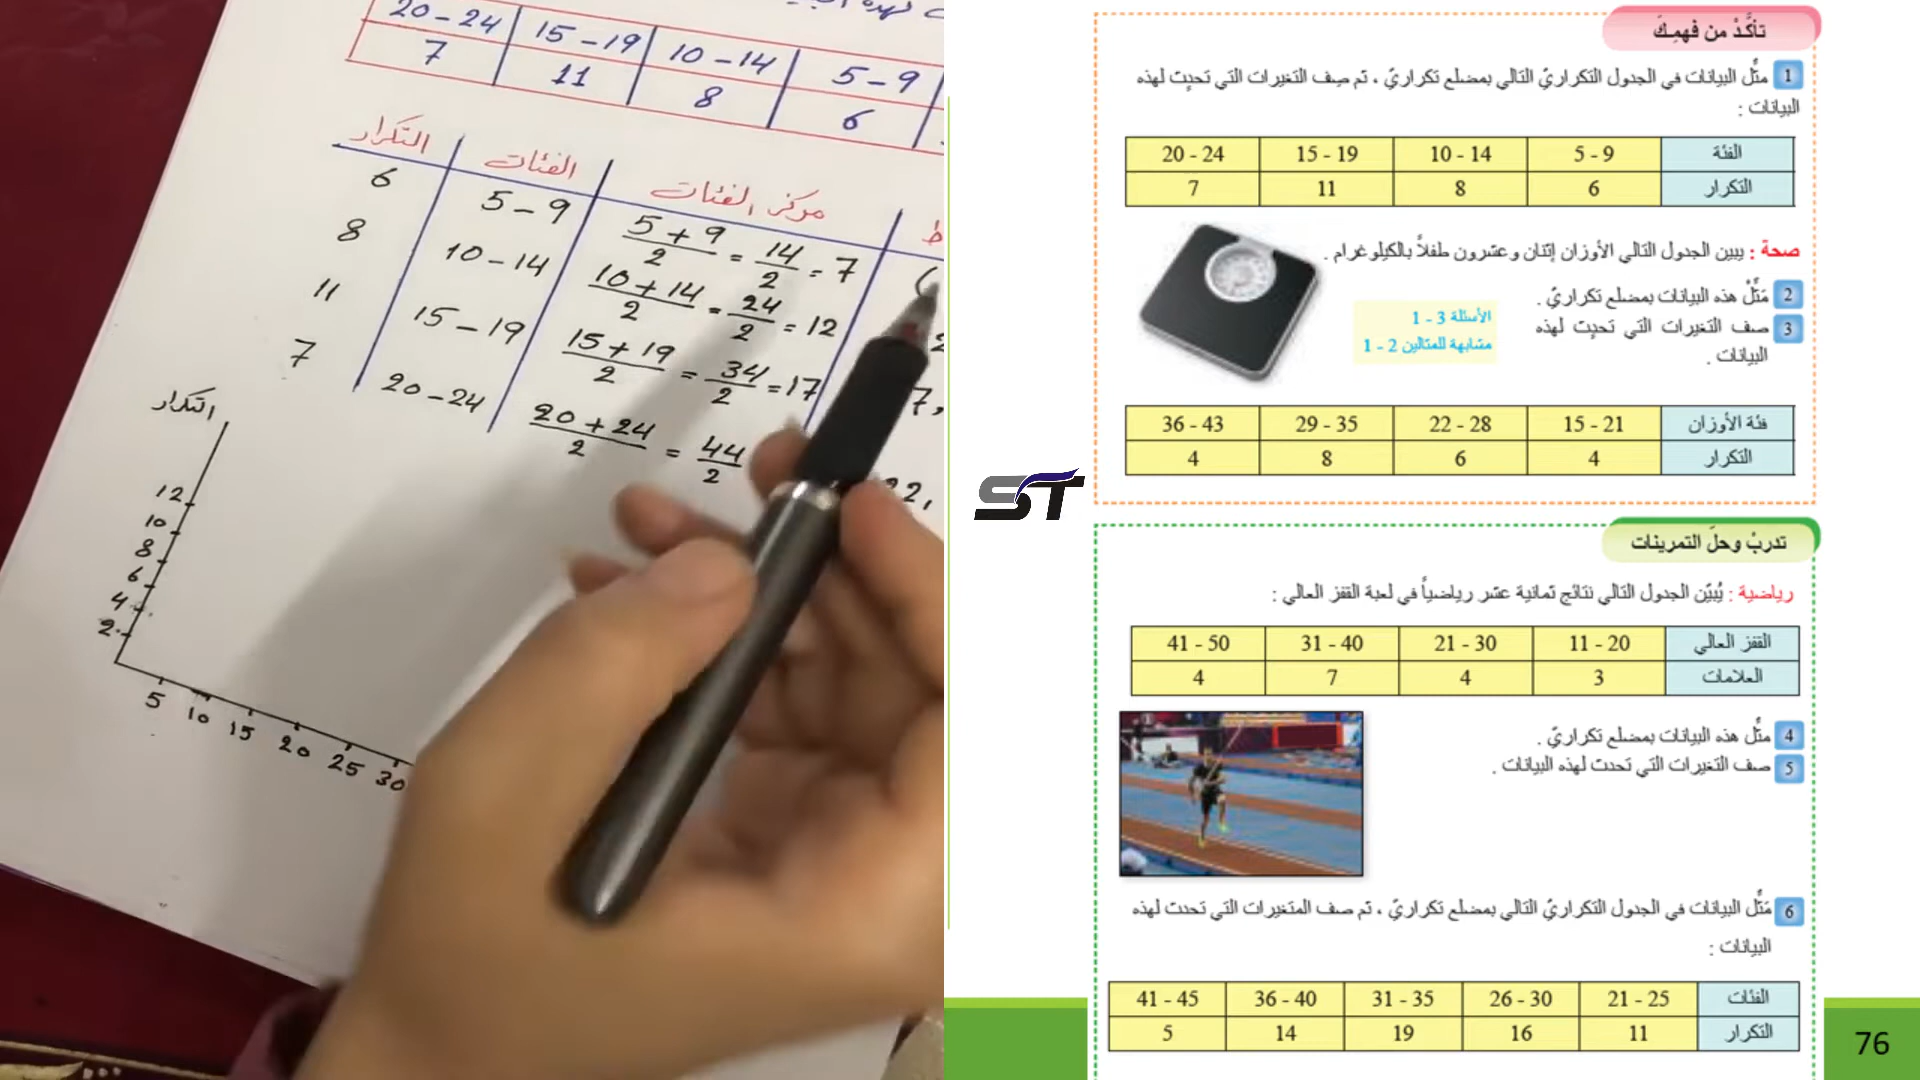 20 - 24 15 - 19 10 - 14 5 - 9
7 11 8 6
التكرار الفئات مركز الفئات
6 5 - 9 5 + 9 / 2 = 14 / 2 = 7
8 10 - 14 10 + 14 / 2 = 24 / 2 = 12
11 15 - 19 15 + 19 / 2 = 34 / 2 = 17
7 20 - 24 20 + 24 / 2 = 44 / 2
التكرار
12
10
8
6
4
2
5 10 15 20 25 30
تأكَّدْ من فهمِكَ
1 مثِّل البيانات في الجدول التكراريّ التالي بمضلع تكراريّ ، ثم صِف التغيرات التي تحدِث لهذه
البيانات :
الفئة 5 - 9 10 - 14 15 - 19 20 - 24
التكرار 6 8 11 7
صحة : يبين الجدول التالي الأوزان إثنان وعشرون طفلاً بالكيلوغرام .
2 مَثِّلْ هذه البيانات بمضلع تكراريّ .
3 صف التغيرات التي تحدِث لهذه
البيانات .
الأسئلة 3 - 1
مشابهة للمثالين 2 - 1
فئة الأوزان 15 - 21 22 - 28 29 - 35 36 - 43
التكرار 4 6 8 4
ST
تدربْ وحلَ التمرينات
رياضية : يُبيّن الجدول التالي نتائج ثمانية عشر رياضياً في لعبة القفز العالي :
القفز العالي 11 - 20 21 - 30 31 - 40 41 - 50
العلامات 3 4 7 4
4 مثِّل هذه البيانات بمضلع تكراريّ .
5 صف التغيرات التي تحدث لهذه البيانات .
6 مَثِّل البيانات في الجدول التكراريّ التالي بمضلع تكراريّ ، ثم صف المتغيرات التي تحدث لهذه
البيانات :
الفئات 21 - 25 26 - 30 31 - 35 36 - 40 41 - 45
التكرار 11 16 19 14 5
76